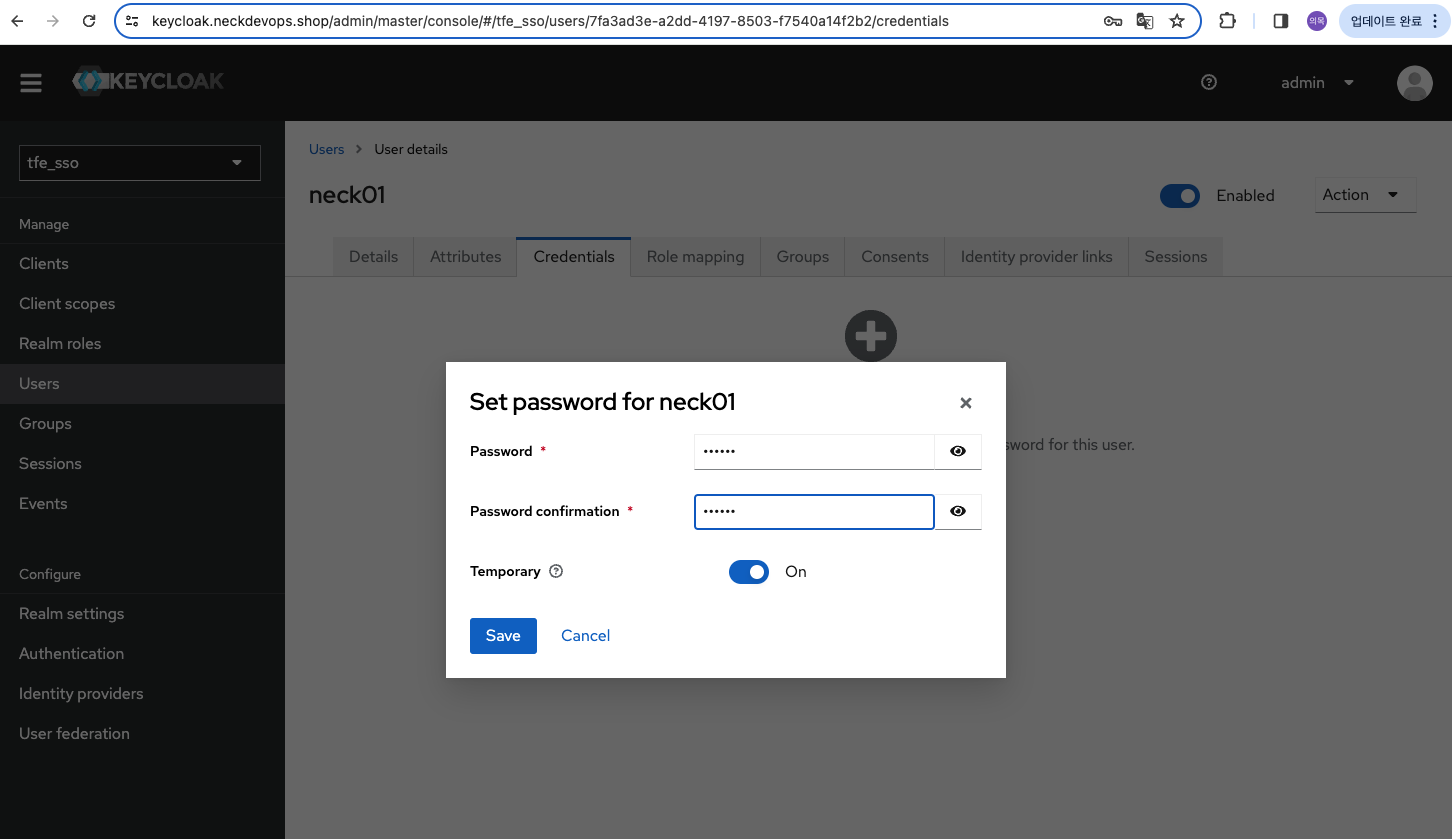 keycloak.neckdevops.shop/admin/master/console/#/tfe_sso/users/7fa3ad3e-a2dd-4197-8503-f7540a14f2b2/credentials
의목
업데이트 완료
KEYCLOAK
admin
tfe_sso
Manage
Clients
Client scopes
Realm roles
Users
Groups
Sessions
Events
Configure
Realm settings
Authentication
Identity providers
User federation
Users > User details
neck01
Enabled
Action
Details Attributes Credentials Role mapping Groups Consents Identity provider links Sessions
sword for this user.
Set password for neck01
Password *
••••••
Password confirmation *
••••••
Temporary
On
Save Cancel